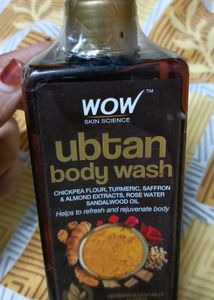 WOW™
SKIN SCIENCE
ubtan
body wash
CHICKPEA FLOUR, TURMERIC, SAFFRON
& ALMOND EXTRACTS, ROSE WATER
SANDALWOOD OIL
Helps to refresh and rejuvenate body